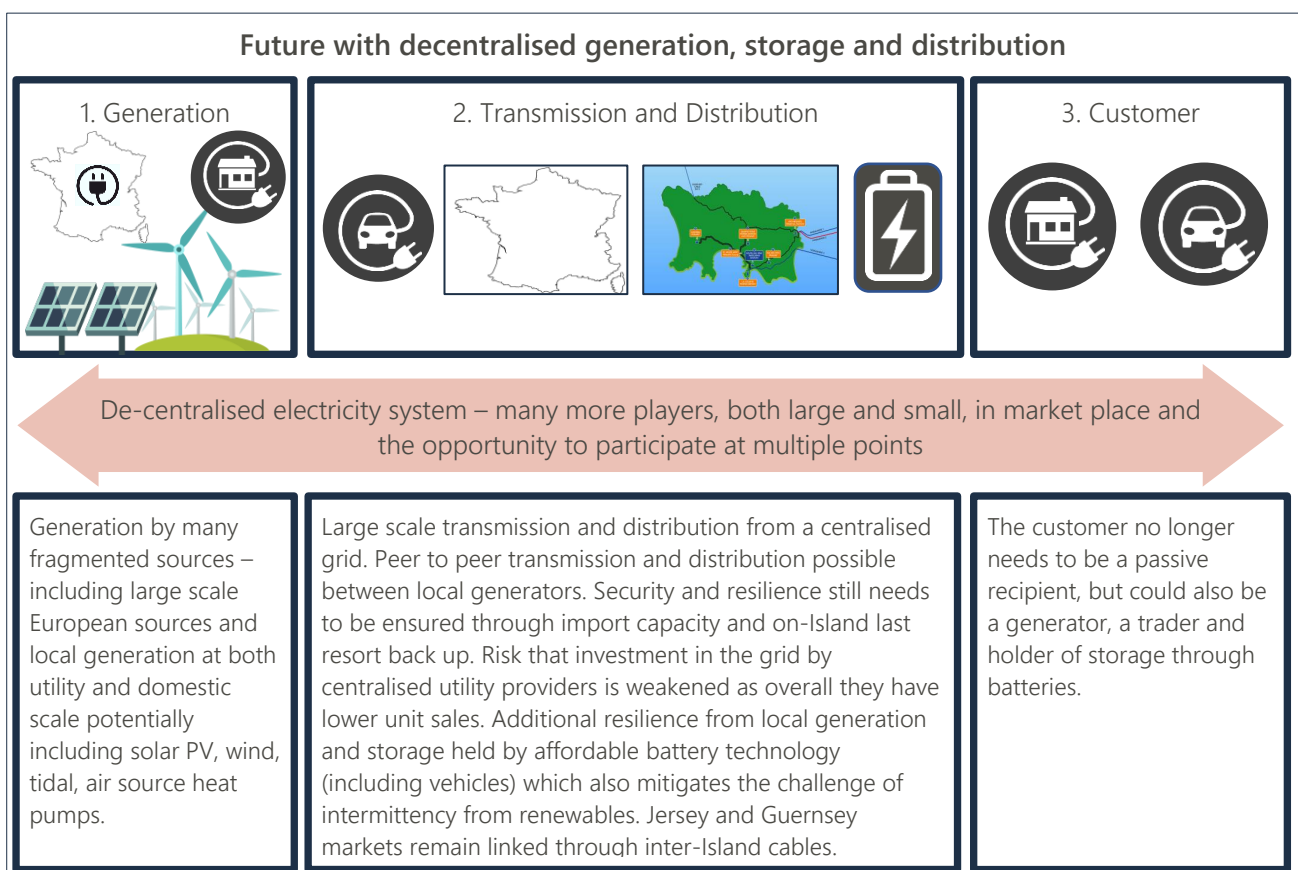 Future with decentralised generation, storage and distribution
1. Generation
2. Transmission and Distribution
3. Customer
De-centralised electricity system – many more players, both large and small, in market place and
the opportunity to participate at multiple points
Generation by many
fragmented sources –
including large scale
European sources and
local generation at both
utility and domestic
scale potentially
including solar PV, wind,
tidal, air source heat
pumps.
Large scale transmission and distribution from a centralised
grid. Peer to peer transmission and distribution possible
between local generators. Security and resilience still needs
to be ensured through import capacity and on-Island last
resort back up. Risk that investment in the grid by
centralised utility providers is weakened as overall they have
lower unit sales. Additional resilience from local generation
and storage held by affordable battery technology
(including vehicles) which also mitigates the challenge of
intermittency from renewables. Jersey and Guernsey
markets remain linked through inter-Island cables.
The customer no longer
needs to be a passive
recipient, but could also be
a generator, a trader and
holder of storage through
batteries.